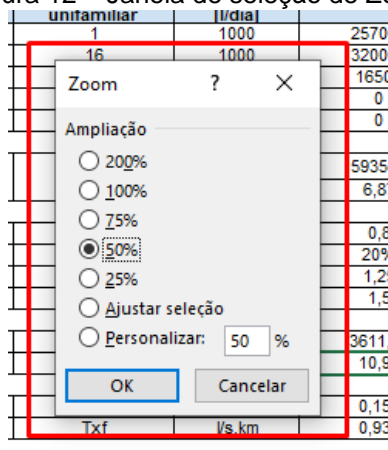 unifamiliar [l/dia]
1 1000 2570
16 1000 3200
Zoom ? 1650
0
Ampliação 0
200% 5935
100% 6,8
75% 0,8
50% 20%
25% 1,2
Ajustar seleção 1,5
Personalizar: 50 % 3611,
OK Cancelar 10,9
0,15
Txf l/s.km 0,93